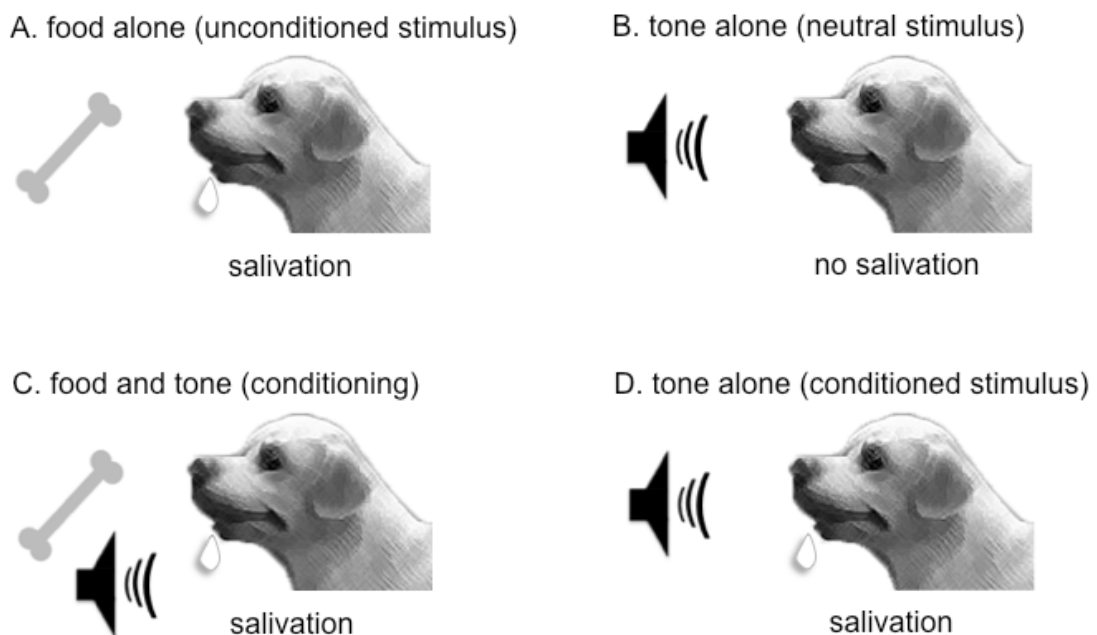 A. food alone (unconditioned stimulus)
salivation
B. tone alone (neutral stimulus)
no salivation
C. food and tone (conditioning)
salivation
D. tone alone (conditioned stimulus)
salivation